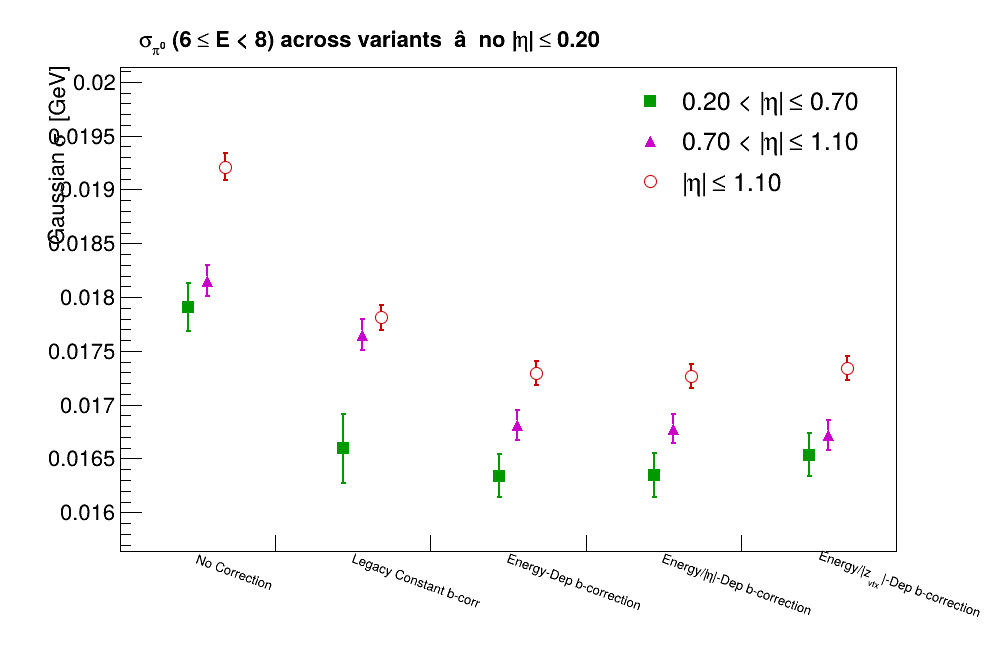 σπ⁰ (6 ≤ E < 8) across variants â no |η| ≤ 0.20
Gaussian σ [GeV]
0.02
0.0195
0.019
0.0185
0.018
0.0175
0.017
0.0165
0.016
0.20 < |η| ≤ 0.70
0.70 < |η| ≤ 1.10
|η| ≤ 1.10
No Correction
Legacy Constant b-corr
Energy-Dep b-correction
Energy/|η|-Dep b-correction
Energy/|z_vtx|-Dep b-correction